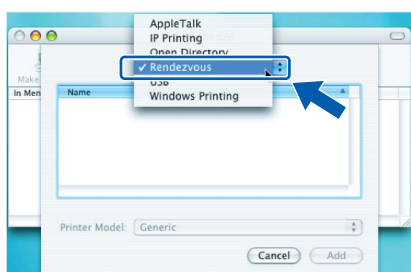 AppleTalk
IP Printing
Open Directory
✓ Rendezvous
USB
Windows Printing
Make
In Men
Name
Printer Model: Generic
Cancel Add